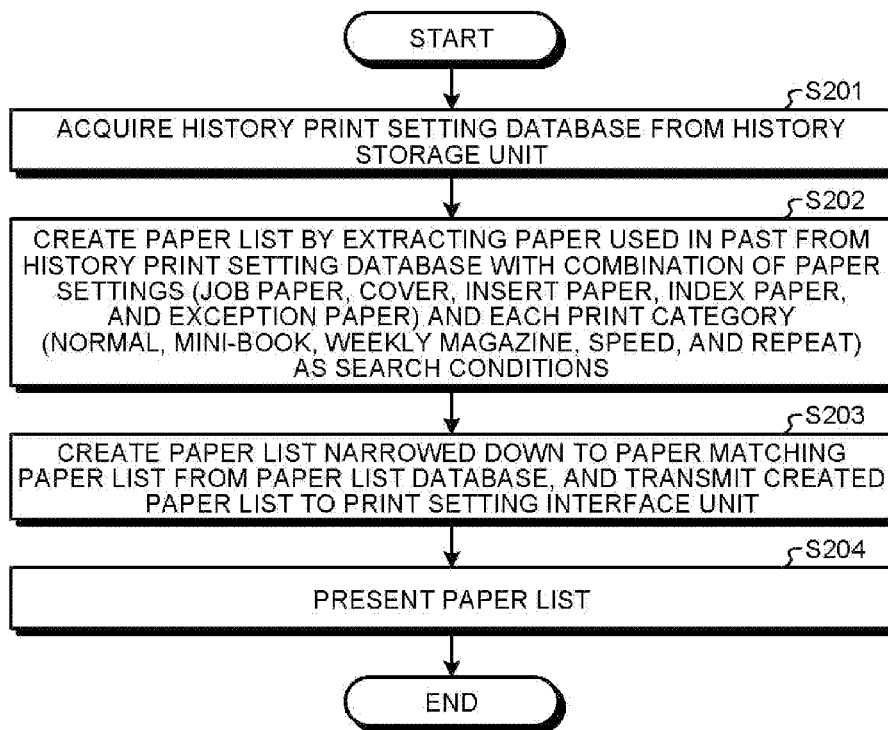 START
S201
ACQUIRE HISTORY PRINT SETTING DATABASE FROM HISTORY
STORAGE UNIT
S202
CREATE PAPER LIST BY EXTRACTING PAPER USED IN PAST FROM
HISTORY PRINT SETTING DATABASE WITH COMBINATION OF PAPER
SETTINGS (JOB PAPER, COVER, INSERT PAPER, INDEX PAPER,
AND EXCEPTION PAPER) AND EACH PRINT CATEGORY
(NORMAL, MINI-BOOK, WEEKLY MAGAZINE, SPEED, AND REPEAT)
AS SEARCH CONDITIONS
S203
CREATE PAPER LIST NARROWED DOWN TO PAPER MATCHING
PAPER LIST FROM PAPER LIST DATABASE, AND TRANSMIT CREATED
PAPER LIST TO PRINT SETTING INTERFACE UNIT
S204
PRESENT PAPER LIST
END